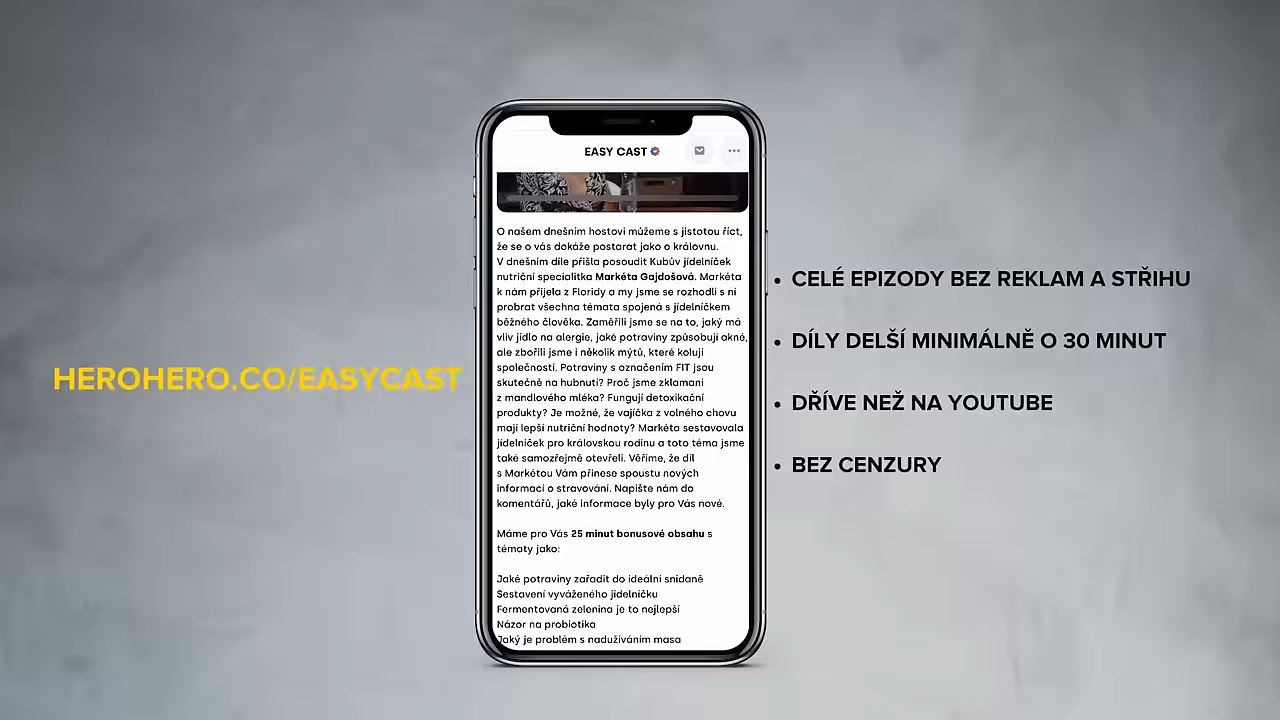 HEROHERO.CO/EASYCAST
EASY CAST
O našem dnešním hostovi můžeme s jistotou říct,
že se o vás dokáže postarat jako o královnu.
V dnešním díle přišla posoudit Kubův jídelníček
nutriční specialitka Markéta Gajdošová. Markéta
k nám přijela z Floridy a my jsme se rozhodli s ní
probrat všechna témata spojená s jídelníčkem
běžného člověka. Zaměřili jsme se na to, jaký má
vliv jídlo na alergie, jaké potraviny způsobují akné,
ale zbořili jsme i několik mýtů, které kolují
společností. Potraviny s označením FIT jsou
skutečně na hubnutí? Proč jsme zklamaní
z mandlového mléka? Fungují detoxikační
produkty? Je možné, že vajíčka z volného chovu
mají lepší nutriční hodnoty? Markéta sestavovala
jídelníček pro královskou rodinu a toto téma jsme
také samozřejmě otevřeli. Věříme, že díl
s Markétou Vám přinese spoustu nových
informací o stravování. Napište nám do
komentářů, jaké informace byly pro Vás nové.
Máme pro Vás 25 minut bonusové obsahu s
tématy jako:
Jaké potraviny zařadit do ideální snídaně
Sestavení vyváženého jídelníčku
Fermentovaná zelenina je to nejlepší
Názor na probiotika
Jaký je problém s nadužíváním masa
• CELÉ EPIZODY BEZ REKLAM A STŘIHU
• DÍLY DELŠÍ MINIMÁLNĚ O 30 MINUT
• DŘÍVE NEŽ NA YOUTUBE
• BEZ CENZURY